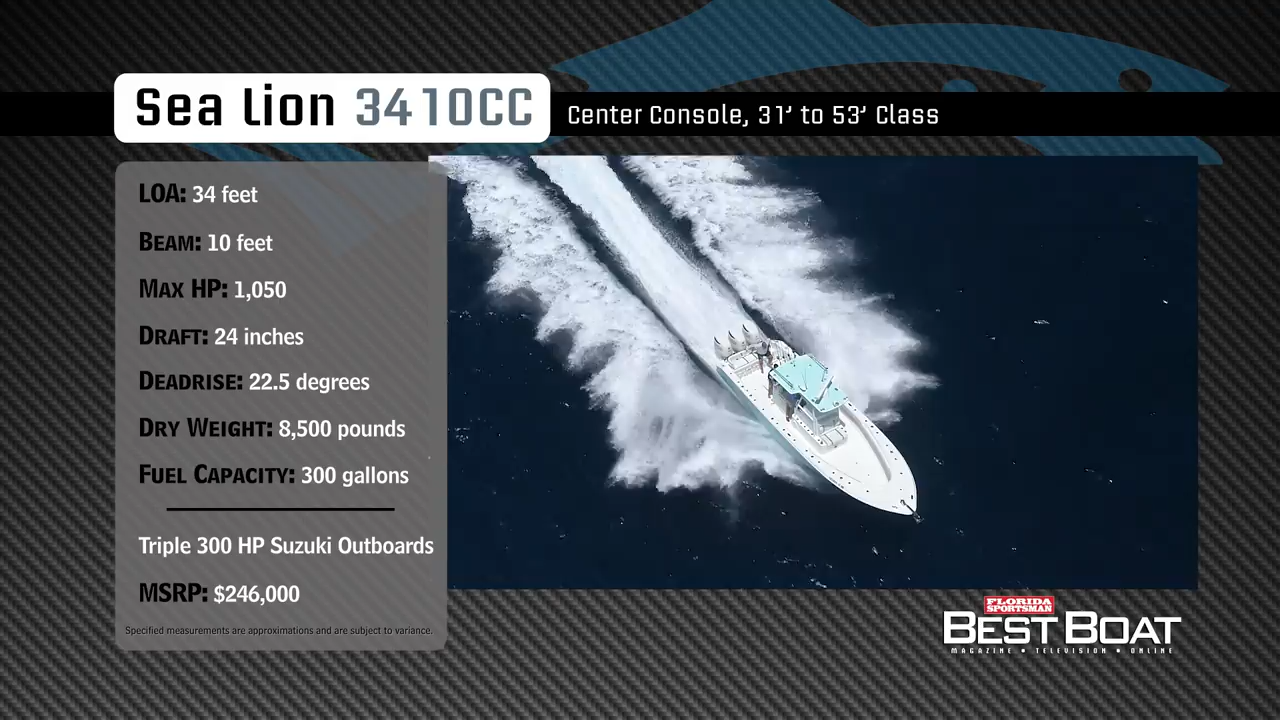 Sea Lion 3410CC
Center Console, 31' to 53' Class
LOA: 34 feet
BEAM: 10 feet
MAX HP: 1,050
DRAFT: 24 inches
DEADRISE: 22.5 degrees
DRY WEIGHT: 8,500 pounds
FUEL CAPACITY: 300 gallons
Triple 300 HP Suzuki Outboards
MSRP: $246,000
Specified measurements are approximations and are subject to variance.
FLORIDA
SPORTSMAN
BEST BOAT
MAGAZINE • TELEVISION • ONLINE